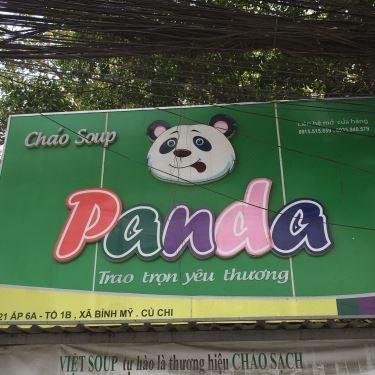 Cháo Soup
Liên hệ mở cửa hàng
Panda
Trao trọn yêu thương
21 ẤP 6A - TỔ 1B , XÃ BÌNH MỸ . CỦ CHI
VIỆT SOUP tự hào là thương hiệu CHÁO SẠCH